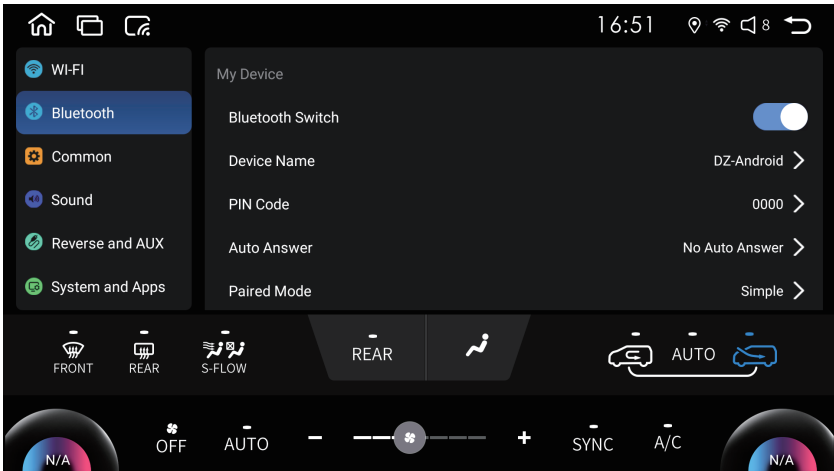 16:51 8
WI-FI
Bluetooth
Common
Sound
Reverse and AUX
System and Apps
My Device
Bluetooth Switch
Device Name DZ-Android
PIN Code 0000
Auto Answer No Auto Answer
Paired Mode Simple
FRONT REAR S-FLOW REAR AUTO
N/A OFF AUTO - + SYNC A/C N/A